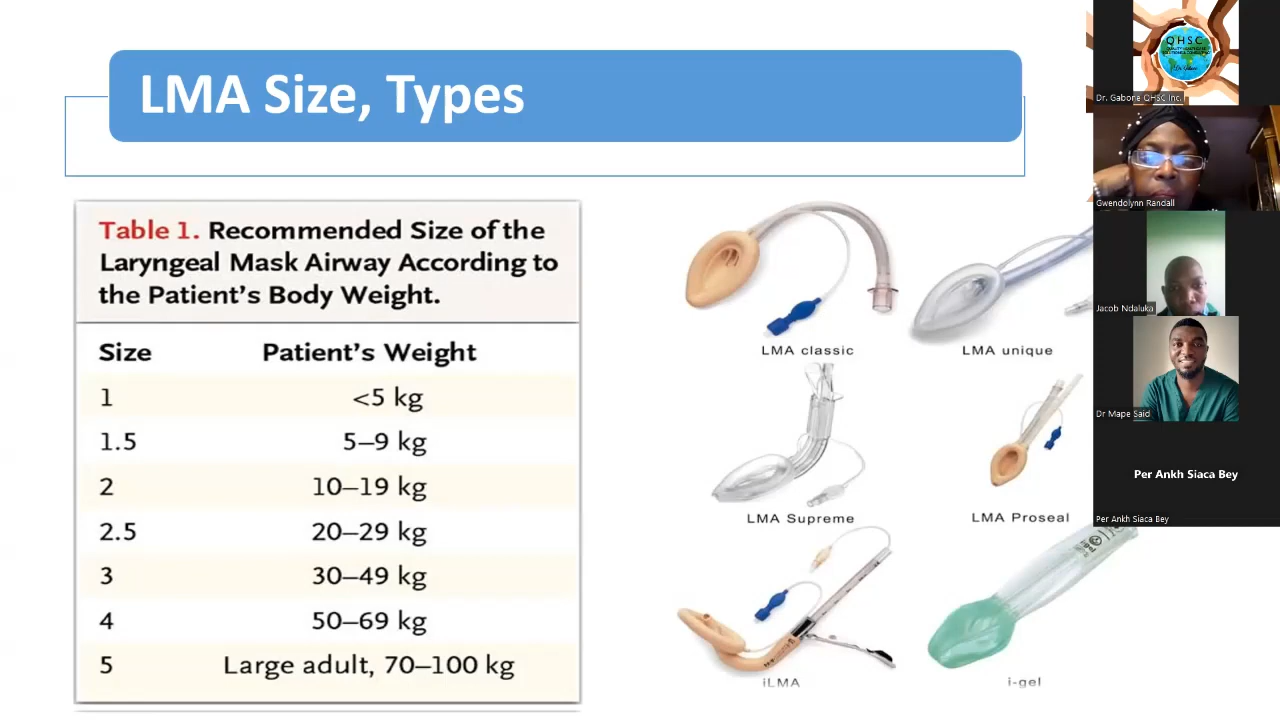 LMA Size, Types
Table 1. Recommended Size of the
Laryngeal Mask Airway According to
the Patient's Body Weight.
Size Patient's Weight
1 <5 kg
1.5 5–9 kg
2 10–19 kg
2.5 20–29 kg
3 30–49 kg
4 50–69 kg
5 Large adult, 70–100 kg
LMA classic
LMA unique
LMA Supreme
LMA Proseal
iLMA
i-gel
i-gel
QHSC
Dr. Gabone QHSC Inc.
Gwendolynn Randall
Jacob Ndaluka
Dr Mape Said
Per Ankh Siaca Bey
Per Ankh Siaca Bey